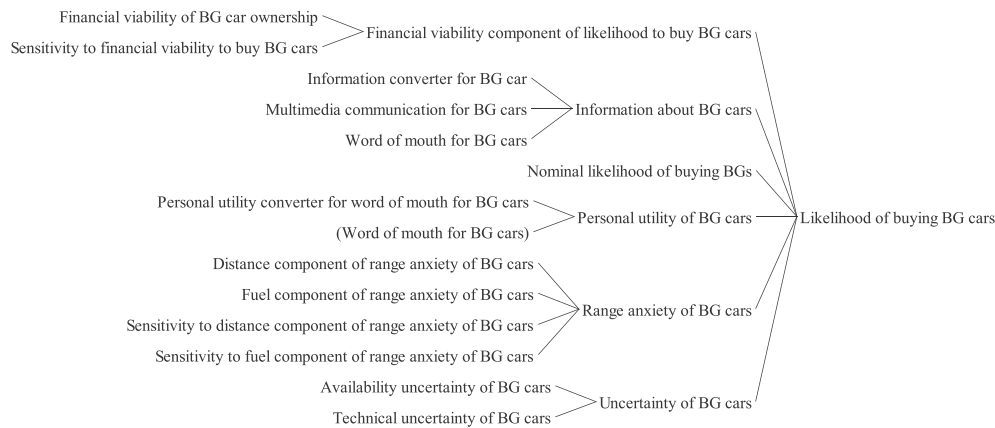 Financial viability of BG car ownership
Sensitivity to financial viability to buy BG cars
Financial viability component of likelihood to buy BG cars
Information converter for BG car
Multimedia communication for BG cars
Word of mouth for BG cars
Information about BG cars
Nominal likelihood of buying BGs
Personal utility converter for word of mouth for BG cars
(Word of mouth for BG cars)
Personal utility of BG cars
Likelihood of buying BG cars
Distance component of range anxiety of BG cars
Fuel component of range anxiety of BG cars
Sensitivity to distance component of range anxiety of BG cars
Sensitivity to fuel component of range anxiety of BG cars
Range anxiety of BG cars
Availability uncertainty of BG cars
Technical uncertainty of BG cars
Uncertainty of BG cars